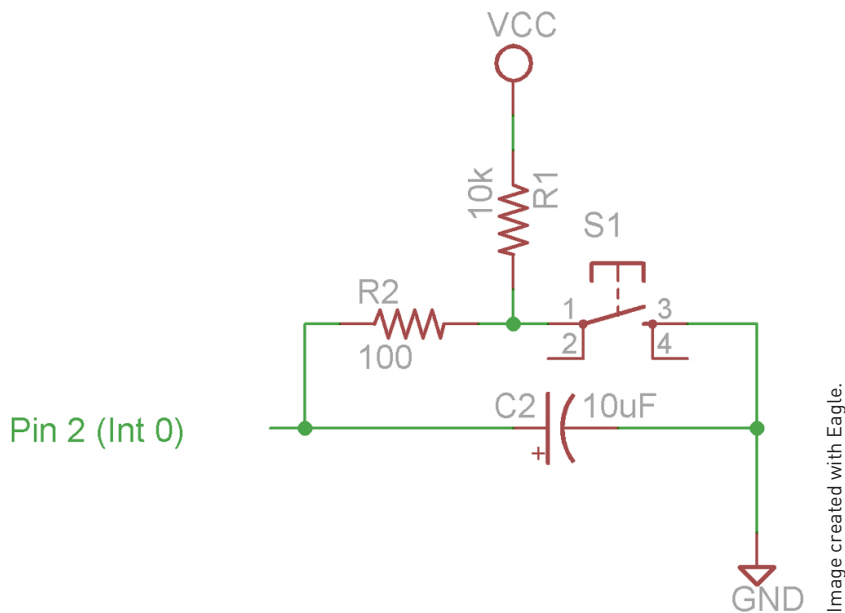 VCC
10k
R1
S1
R2
100
1
2
3
4
Pin 2 (Int 0)
C2
10uF
+
GND
Image created with Eagle.